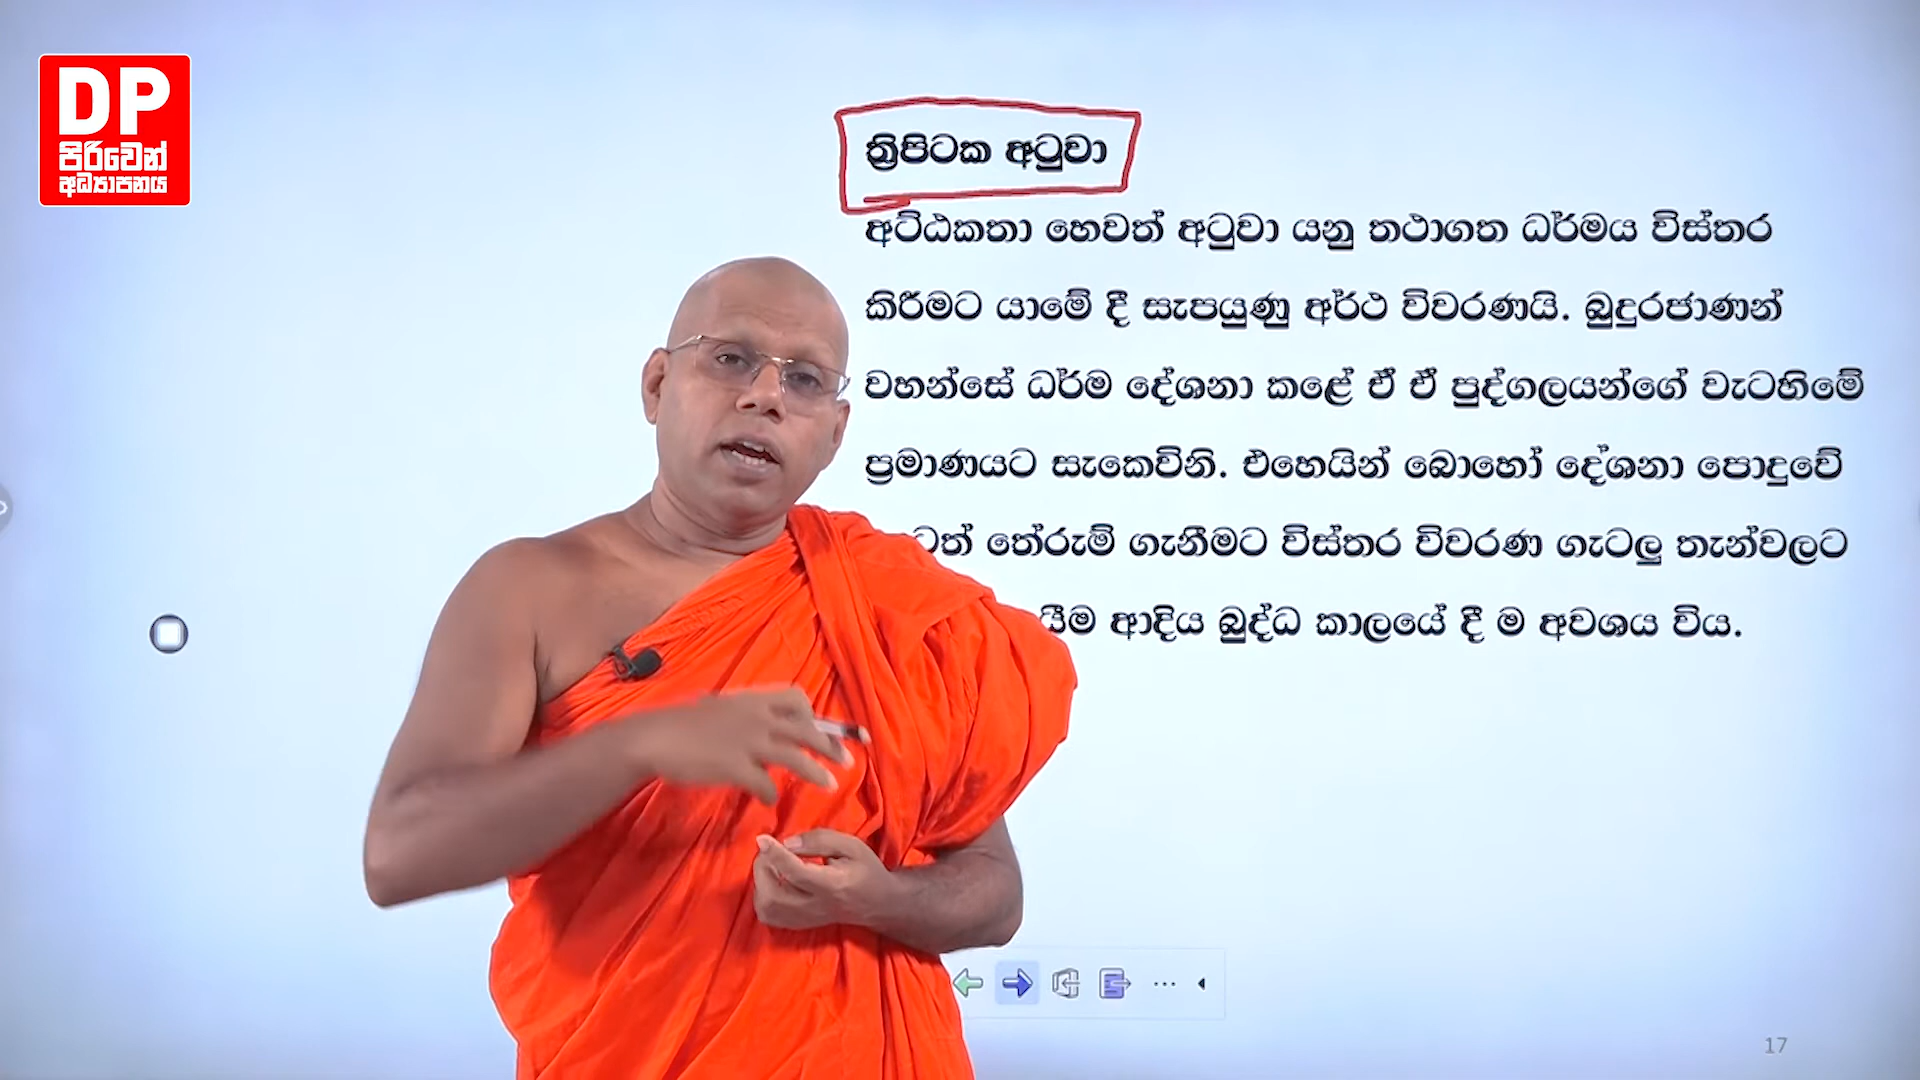 DP
පිරිවෙන්
අධ්‍යාපනය
ත්‍රිපිටක අටුවා
අට්ඨකතා හෙවත් අටුවා යනු තථාගත ධර්මය විස්තර
කිරීමට යාමේ දී සැපයුණු අර්ථ විවරණයි. බුදුරජාණන්
වහන්සේ ධර්ම දේශනා කළේ ඒ ඒ පුද්ගලයන්ගේ වැටහිමේ
ප්‍රමාණයට සැකෙවිනි. එහෙයින් බොහෝ දේශනා පොදුවේ
තේරුම් ගැනීමට විස්තර විවරණ ගැටලු තැන්වලට
ආදිය බුද්ධ කාලයේ දී ම අවශය විය.
17